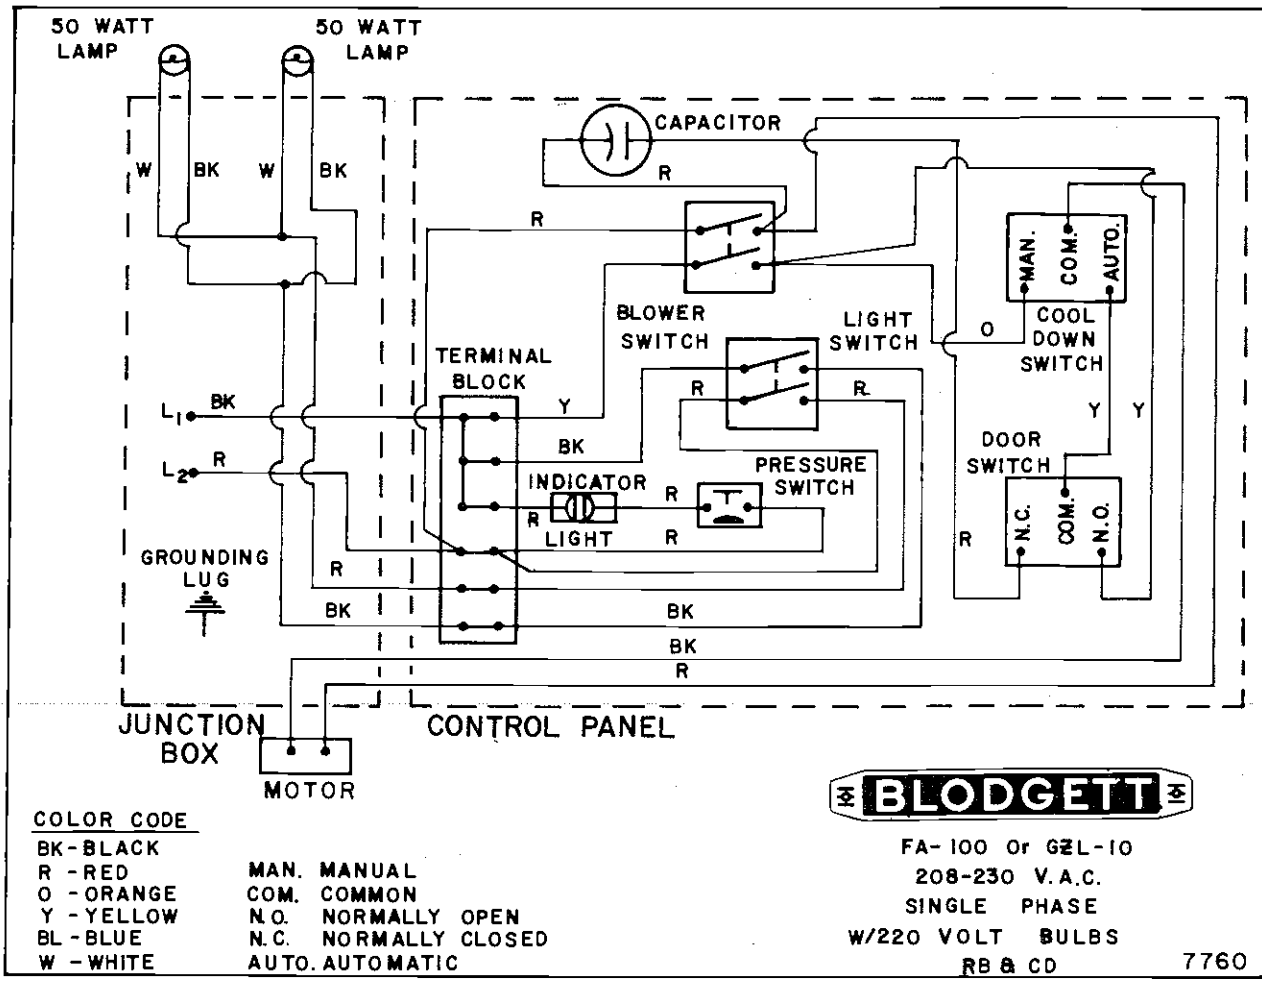 50 WATT
LAMP
50 WATT
LAMP
CAPACITOR
W
BK
W
BK
R
R
MAN.
COM.
AUTO.
BLOWER
SWITCH
LIGHT
SWITCH
O
COOL
DOWN
SWITCH
TERMINAL
BLOCK
L1
BK
Y
R
R
Y
Y
BK
L2
R
PRESSURE
SWITCH
DOOR
SWITCH
INDICATOR
LIGHT
R
R
R
N.C.
COM.
N.O.
R
GROUNDING
LUG
R
BK
BK
BK
R
JUNCTION
BOX
CONTROL PANEL
MOTOR
BLODGETT
COLOR CODE
BK-BLACK
R -RED
O -ORANGE
Y -YELLOW
BL-BLUE
W -WHITE
MAN. MANUAL
COM. COMMON
N.O. NORMALLY OPEN
N.C. NORMALLY CLOSED
AUTO. AUTOMATIC
FA-100 Or GZL-10
208-230 V.A.C.
SINGLE PHASE
W/220 VOLT BULBS
RB & CD
7760